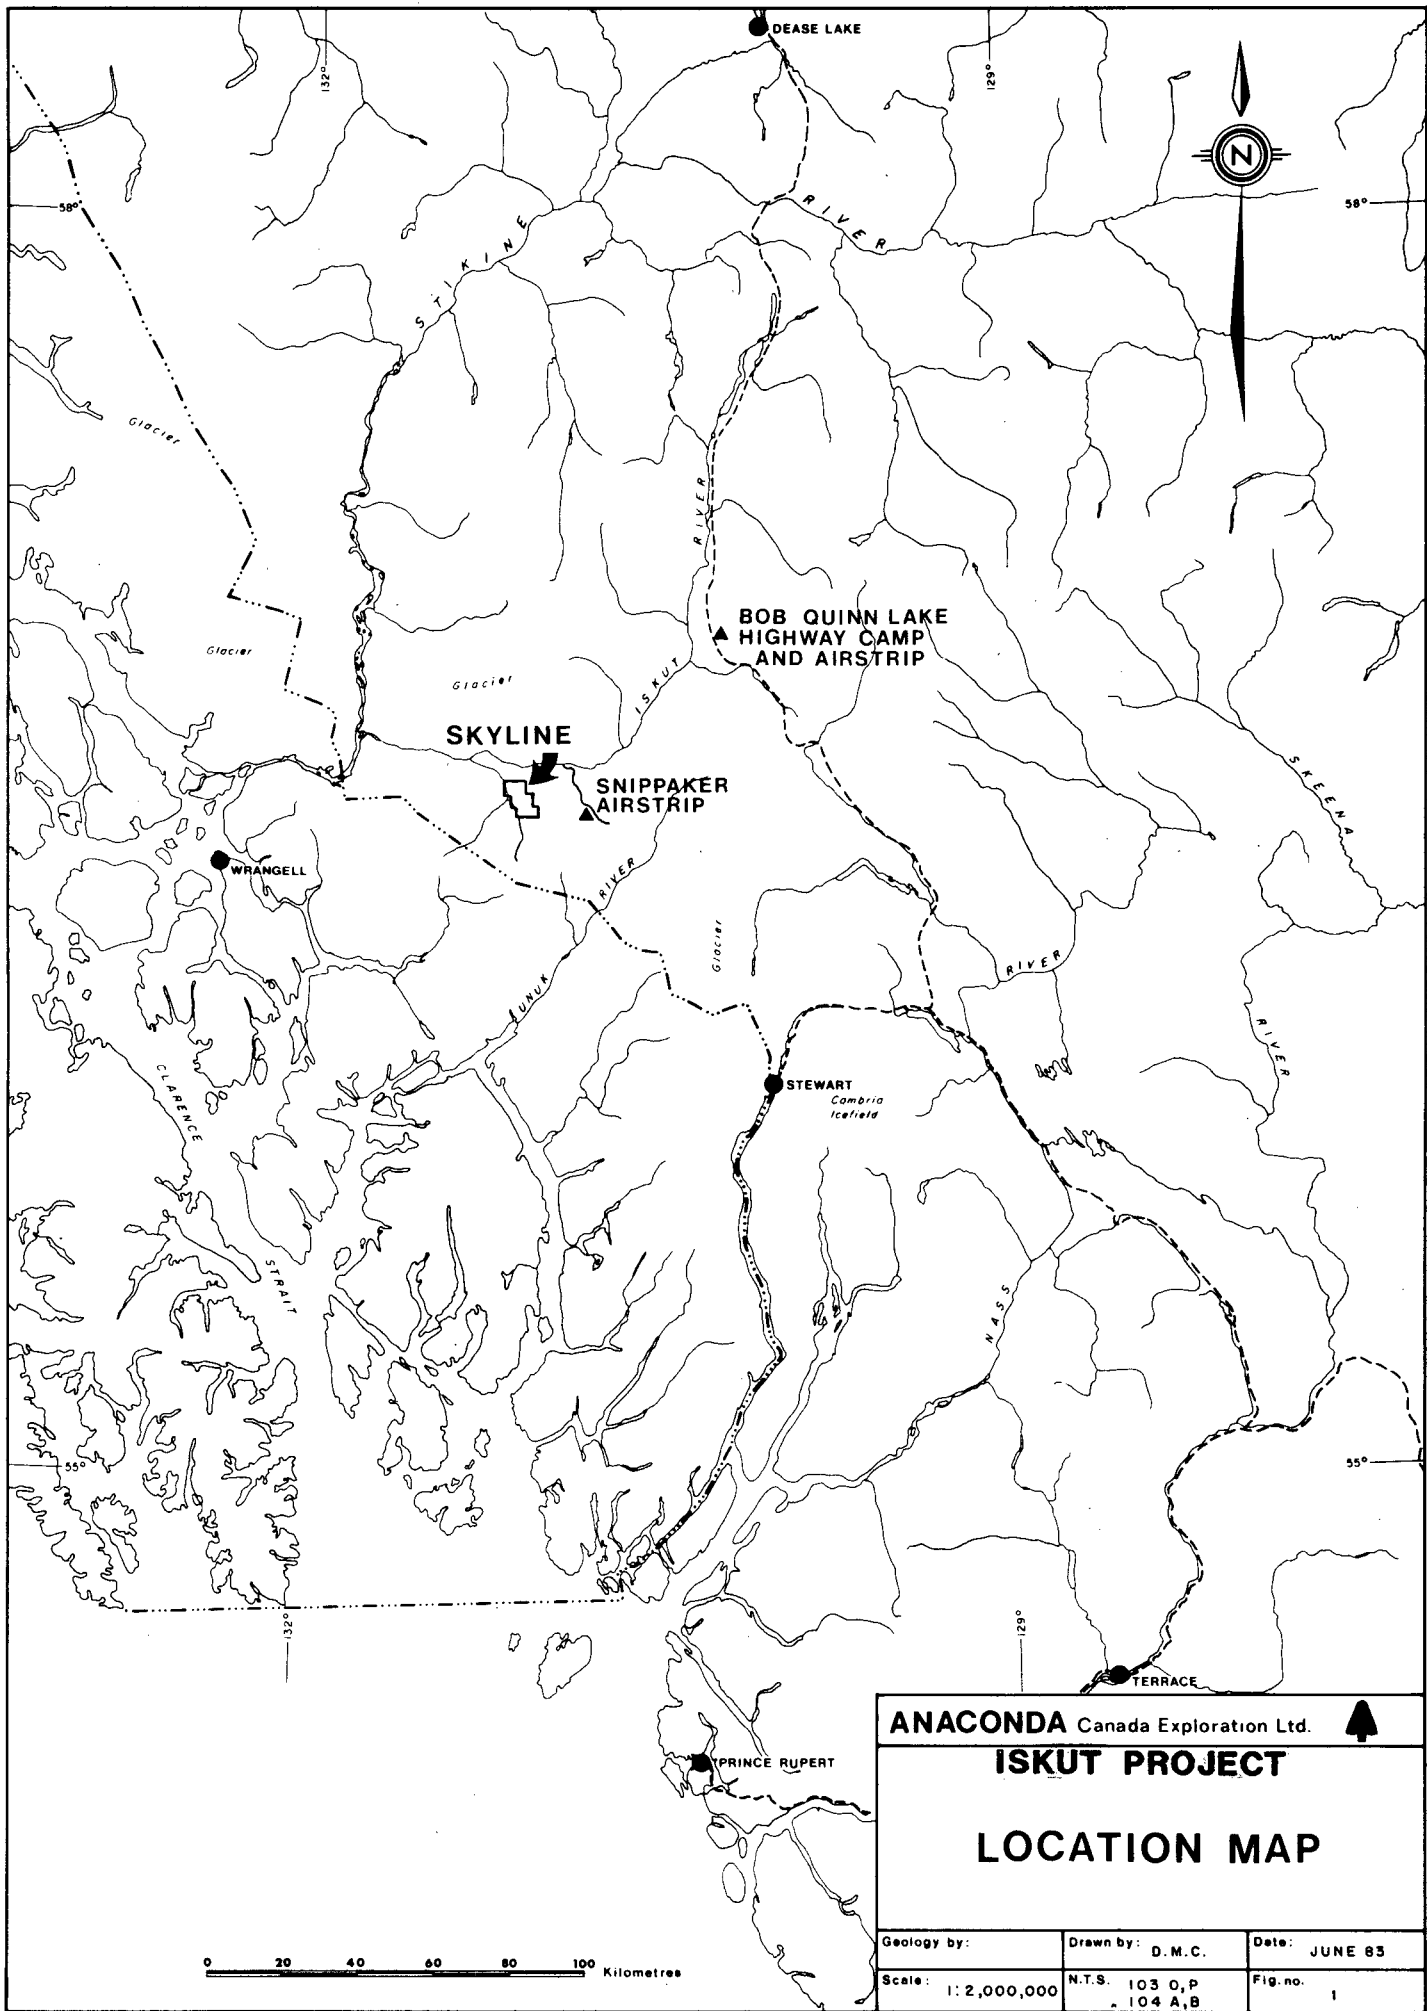 DEASE LAKE
132°
129°
N
58°
58°
RIVER
STIKINE
Glacier
RIVER
BOB QUINN LAKE
HIGHWAY CAMP
AND AIRSTRIP
Glacier
ISKUT
Glacier
SKYLINE
SNIPPAKER
AIRSTRIP
SKEENA
WRANGELL
RIVER
Glacier
RIVER
UNUK
RIVER
CLARENCE
STEWART
Cambria
Icefield
STRAIT
NASS
55°
55°
132°
129°
TERRACE
PRINCE RUPERT
ANACONDA Canada Exploration Ltd.
ISKUT PROJECT
LOCATION MAP
Geology by:
Drawn by: D.M.C.
Date: JUNE 83
Scale: 1:2,000,000
N.T.S. 103 O,P
104 A,B
Fig. no. 1
0 20 40 60 80 100 Kilometres